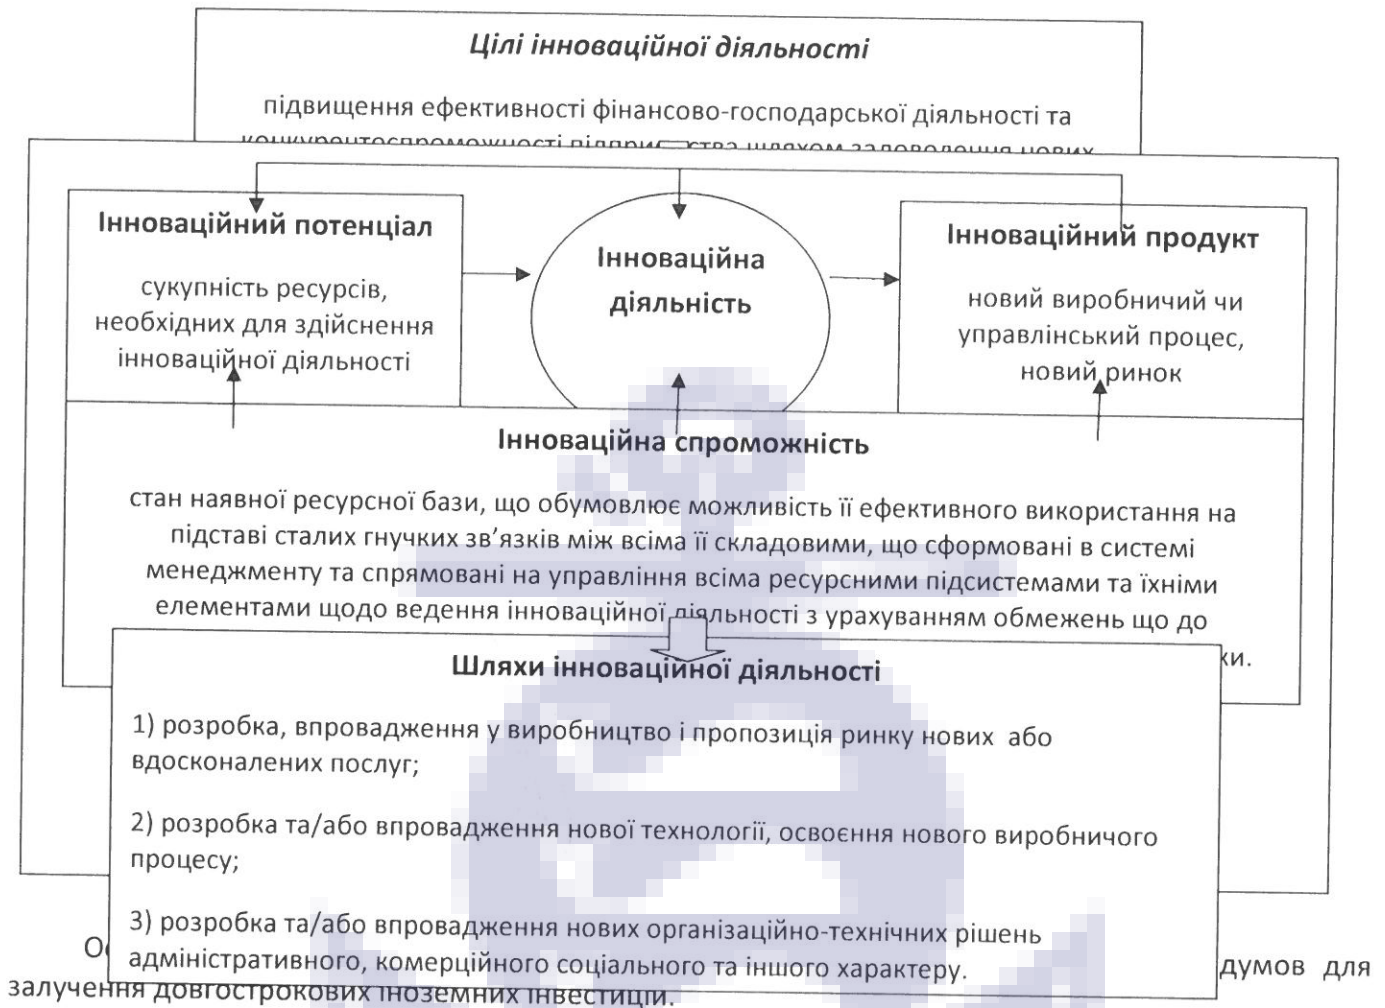 Цілі інноваційної діяльності
підвищення ефективності фінансово-господарської діяльності та
конкурентоспроможності підприємства шляхом задоволення нових
Інноваційний потенціал
сукупність ресурсів,
необхідних для здійснення
інноваційної діяльності
Інноваційна
діяльність
Інноваційний продукт
новий виробничий чи
управлінський процес,
новий ринок
Інноваційна спроможність
стан наявної ресурсної бази, що обумовлює можливість її ефективного використання на
підставі сталих гнучких зв’язків між всіма її складовими, що сформовані в системі
менеджменту та спрямовані на управління всіма ресурсними підсистемами та їхніми
елементами щодо ведення інноваційної діяльності з урахуванням обмежень що до
Шляхи інноваційної діяльності
1) розробка, впровадження у виробництво і пропозиція ринку нових або
вдосконалених послуг;
2) розробка та/або впровадження нової технології, освоєння нового виробничого
процесу;
3) розробка та/або впровадження нових організаційно-технічних рішень
адміністративного, комерційного соціального та іншого характеру.
для
залучення довгострокових іноземних інвестицій.